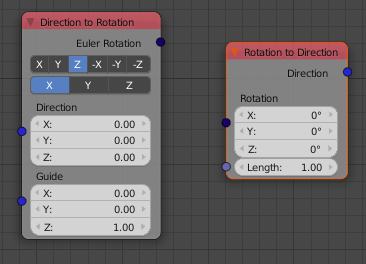 Direction to Rotation
Euler Rotation
X Y Z -X -Y -Z
X Y Z
Direction
X: 0.00
Y: 0.00
Z: 0.00
Guide
X: 0.00
Y: 0.00
Z: 1.00
Rotation to Direction
Direction
Rotation
X: 0°
Y: 0°
Z: 0°
Length: 1.00